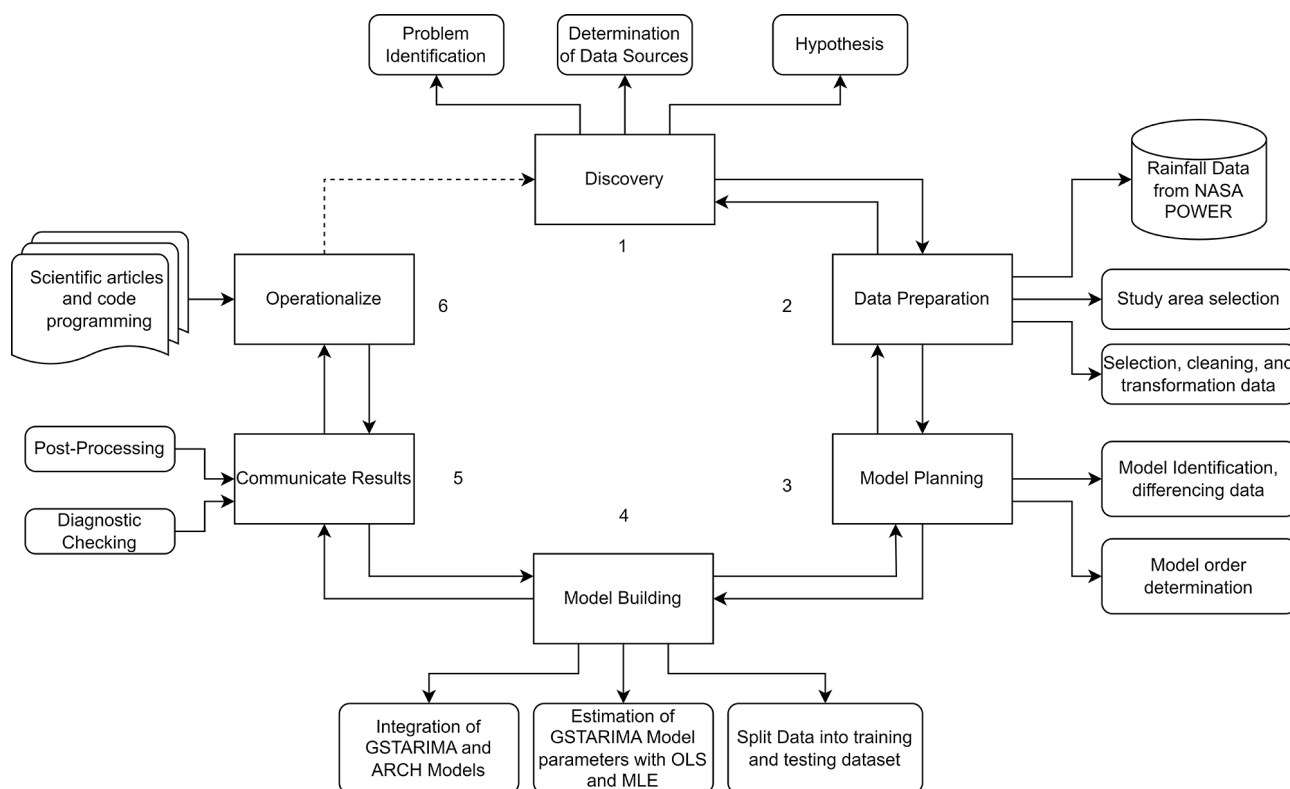 Problem
Identification
Determination
of Data Sources
Hypothesis
Discovery
1
Rainfall Data
from NASA
POWER
Scientific articles
and code
programming
Operationalize
6
2
Data Preparation
Study area selection
Selection, cleaning, and
transformation data
Post-Processing
Communicate Results
5
3
Model Planning
Model Identification,
differencing data
Diagnostic
Checking
4
Model Building
Model order
determination
Integration of
GSTARIMA and
ARCH Models
Estimation of
GSTARIMA Model
parameters with OLS
and MLE
Split Data into training
and testing dataset